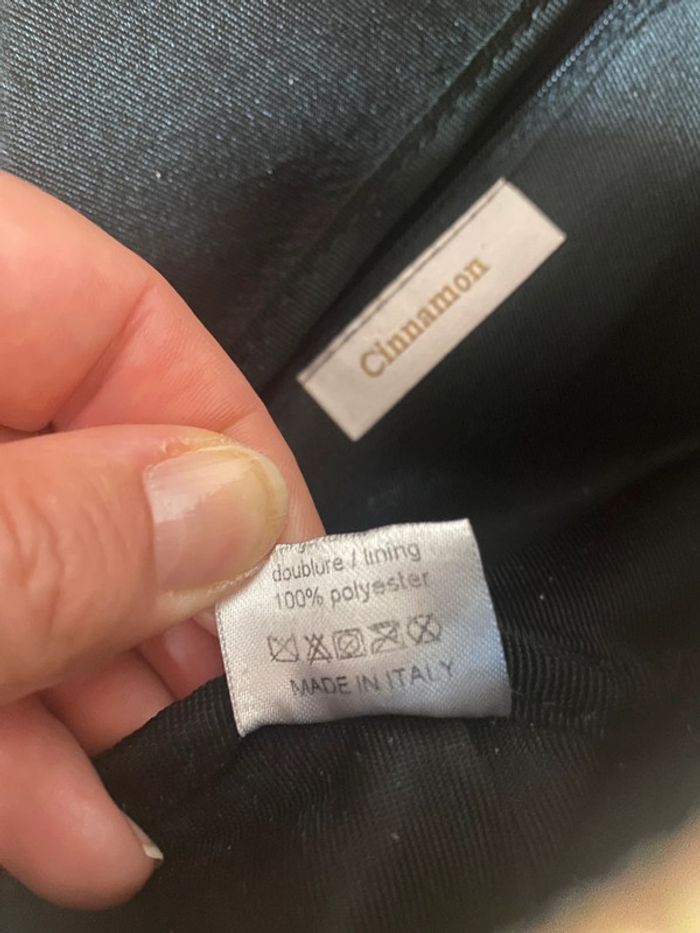 Cinnamon
doublure / lining
100% polyester
MADE IN ITALY